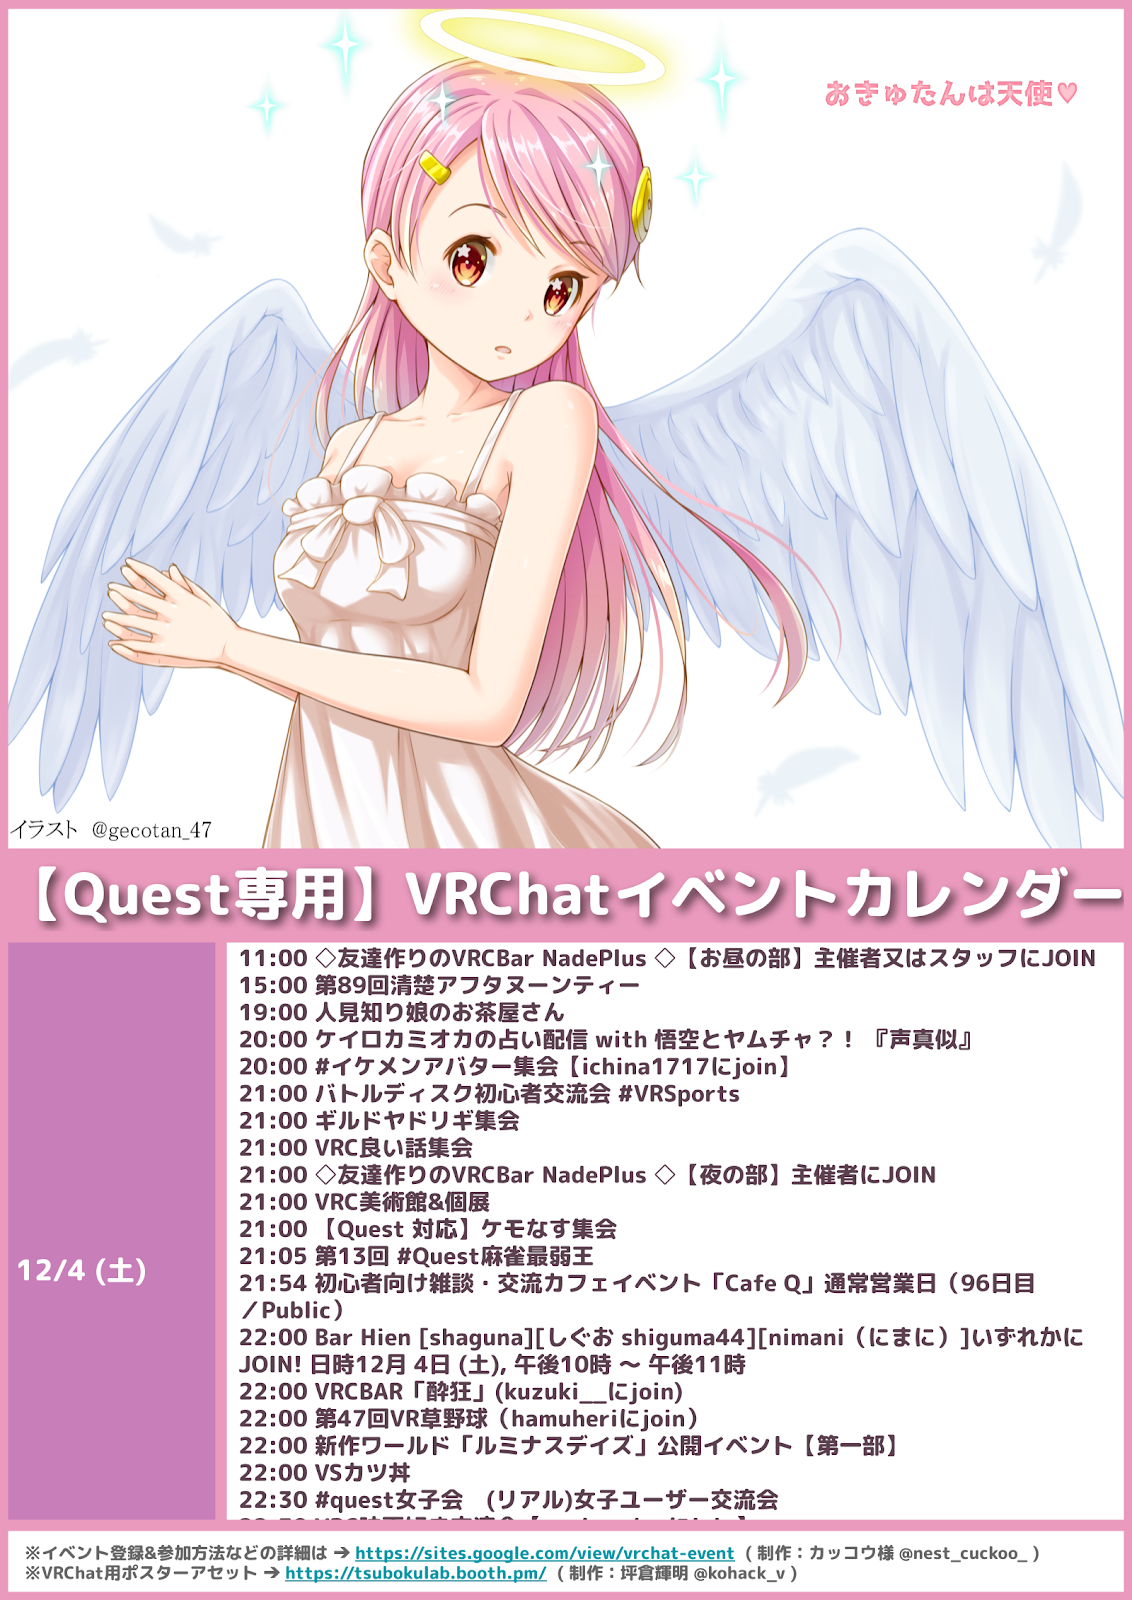 おきゅたんは天使♥
イラスト @gecotan_47
【Quest専用】VRChatイベントカレンダー
12/4 (土)
11:00 ◇友達作りのVRCBar NadePlus ◇【お昼の部】主催者又はスタッフにJOIN
15:00 第89回清楚アフタヌーンティー
19:00 人見知り娘のお茶屋さん
20:00 ケイロカミオカの占い配信 with 悟空とヤムチャ？！『声真似』
20:00 #イケメンアバター集会【ichina1717にjoin】
21:00 バトルディスク初心者交流会 #VRSports
21:00 ギルドヤドリギ集会
21:00 VRC良い話集会
21:00 ◇友達作りのVRCBar NadePlus ◇【夜の部】主催者にJOIN
21:00 VRC美術館&個展
21:00 【Quest 対応】ケモなす集会
21:05 第13回 #Quest麻雀最弱王
21:54 初心者向け雑談・交流カフェイベント「Cafe Q」通常営業日（96日目
／Public）
22:00 Bar Hien [shaguna][しぐお shiguma44][nimani（にまに）]いずれかに
JOIN! 日時12月 4日 (土), 午後10時 ～ 午後11時
22:00 VRCBAR「酔狂」(kuzuki__にjoin)
22:00 第47回VR草野球（hamuheriにjoin）
22:00 新作ワールド「ルミナスデイズ」公開イベント【第一部】
22:00 VSカツ丼
22:30 #quest女子会　(リアル)女子ユーザー交流会
※イベント登録&参加方法などの詳細は ➔ https://sites.google.com/view/vrchat-event ( 制作：カッコウ様 @nest_cuckoo_ )
※VRChat用ポスターアセット ➔ https://tsubokulab.booth.pm/ ( 制作：坪倉輝明 @kohack_v )